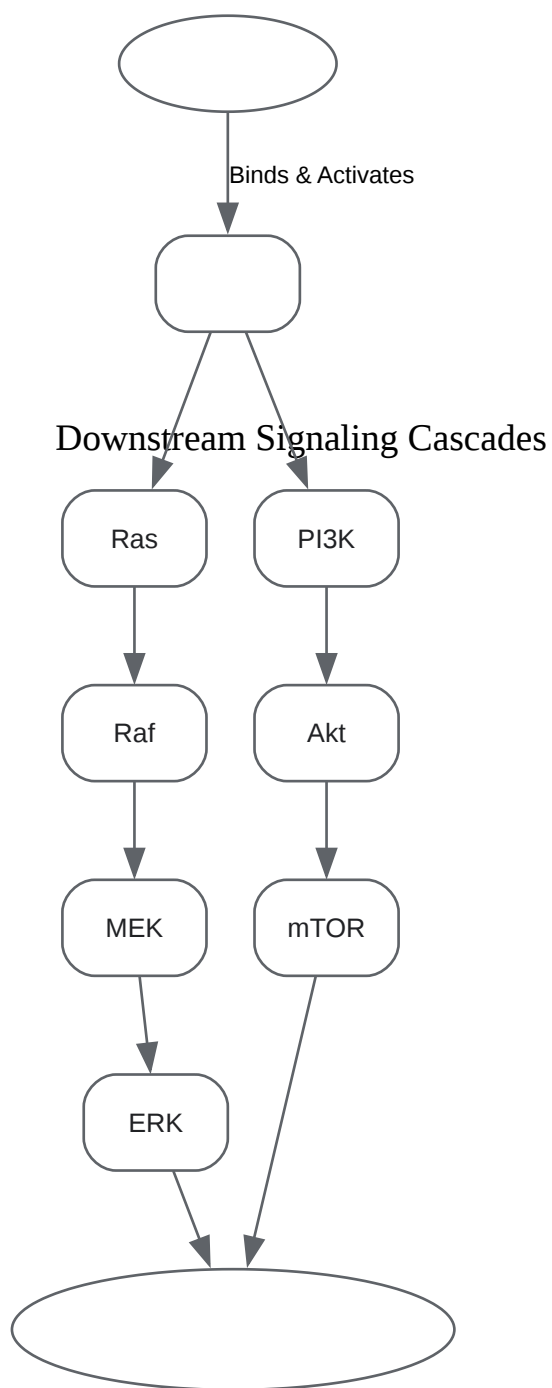 Binds & Activates
Downstream Signaling Cascades
Ras
PI3K
Raf
Akt
MEK
mTOR
ERK